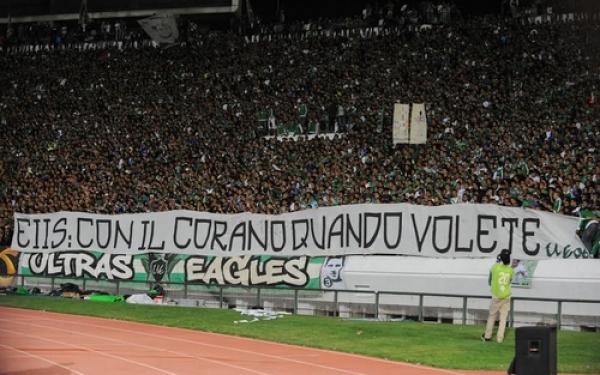 EIIS: CON IL CORANO QUANDO VOLETE
ULTRAS EAGLES